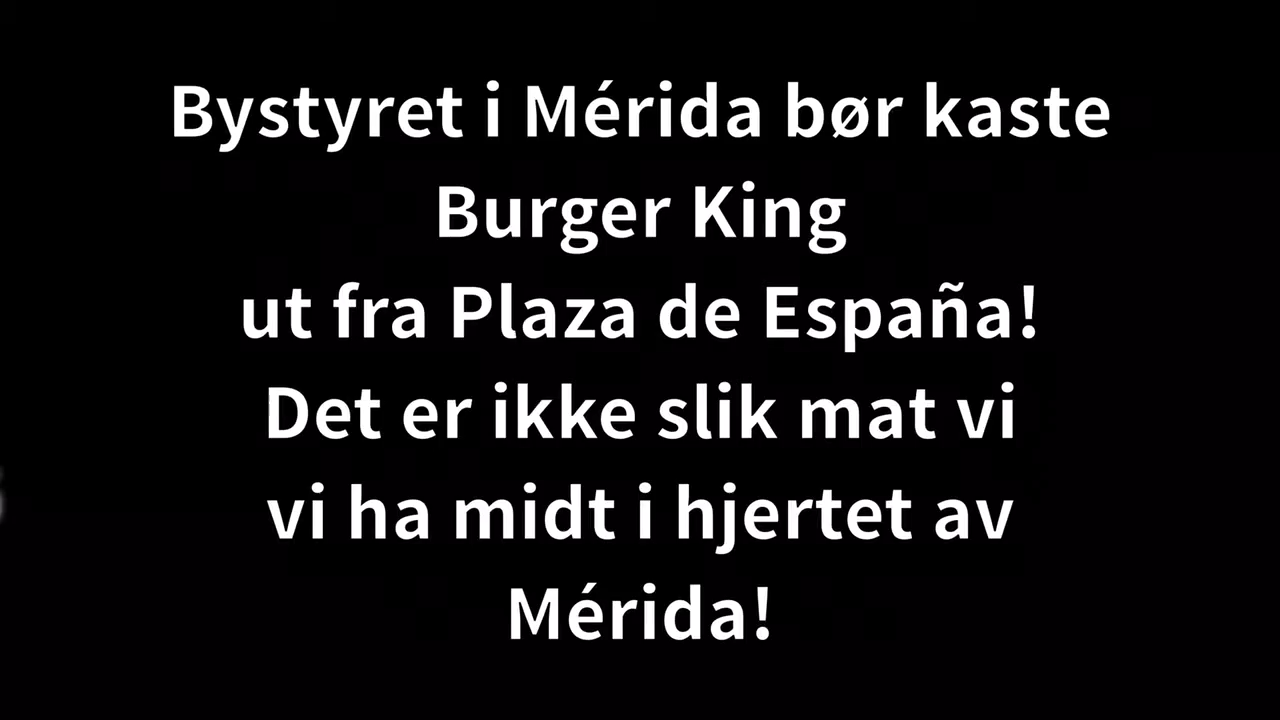 Bystyret i Mérida bør kaste
Burger King
ut fra Plaza de España!
Det er ikke slik mat vi
vi ha midt i hjertet av
Mérida!